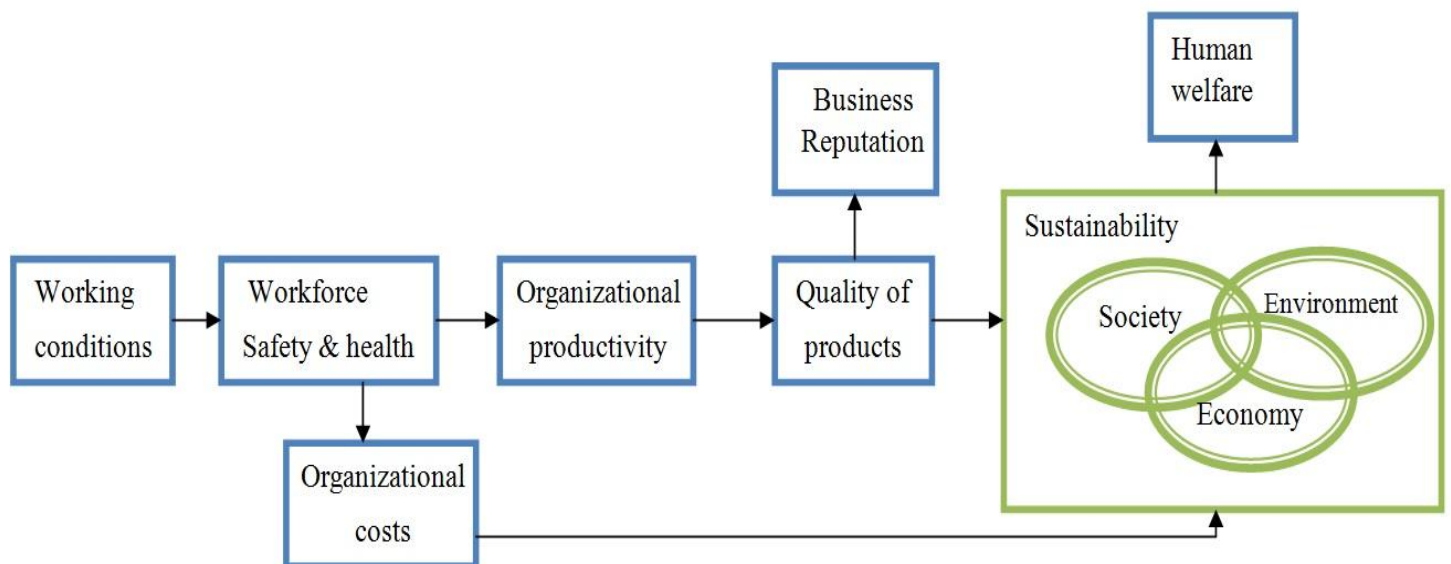 Human
welfare
Business
Reputation
Sustainability
Working
conditions
Workforce
Safety & health
Organizational
productivity
Quality of
products
Society
Environment
Economy
Organizational
costs